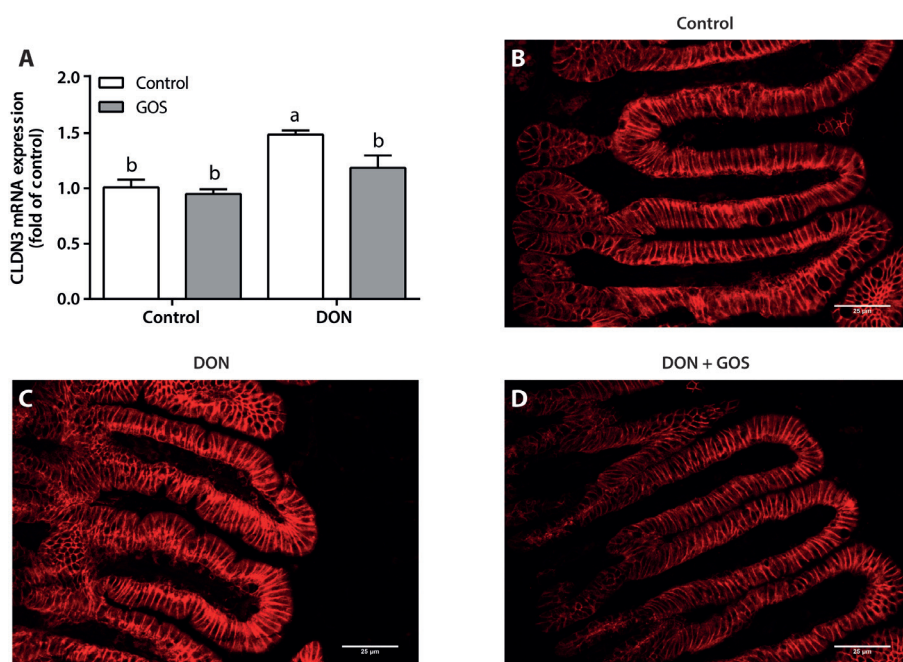 A
CLDN3 mRNA expression
(fold of control)
2.0
1.5
1.0
0.5
0.0
Control
GOS
b
b
a
b
Control
DON
Control
B
25 µm
DON
C
25 µm
DON + GOS
D
25 µm